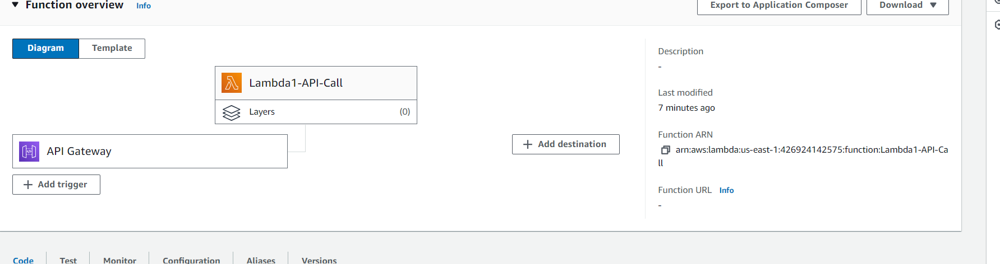 Function overview Info
Export to Application Composer
Download
Diagram
Template
Lambda1-API-Call
Layers (0)
API Gateway
Add trigger
Add destination
Description
-
Last modified
7 minutes ago
Function ARN
arn:aws:lambda:us-east-1:426924142575:function:Lambda1-API-Ca
ll
Function URL Info
-
Code Test Monitor Configuration Aliases Versions